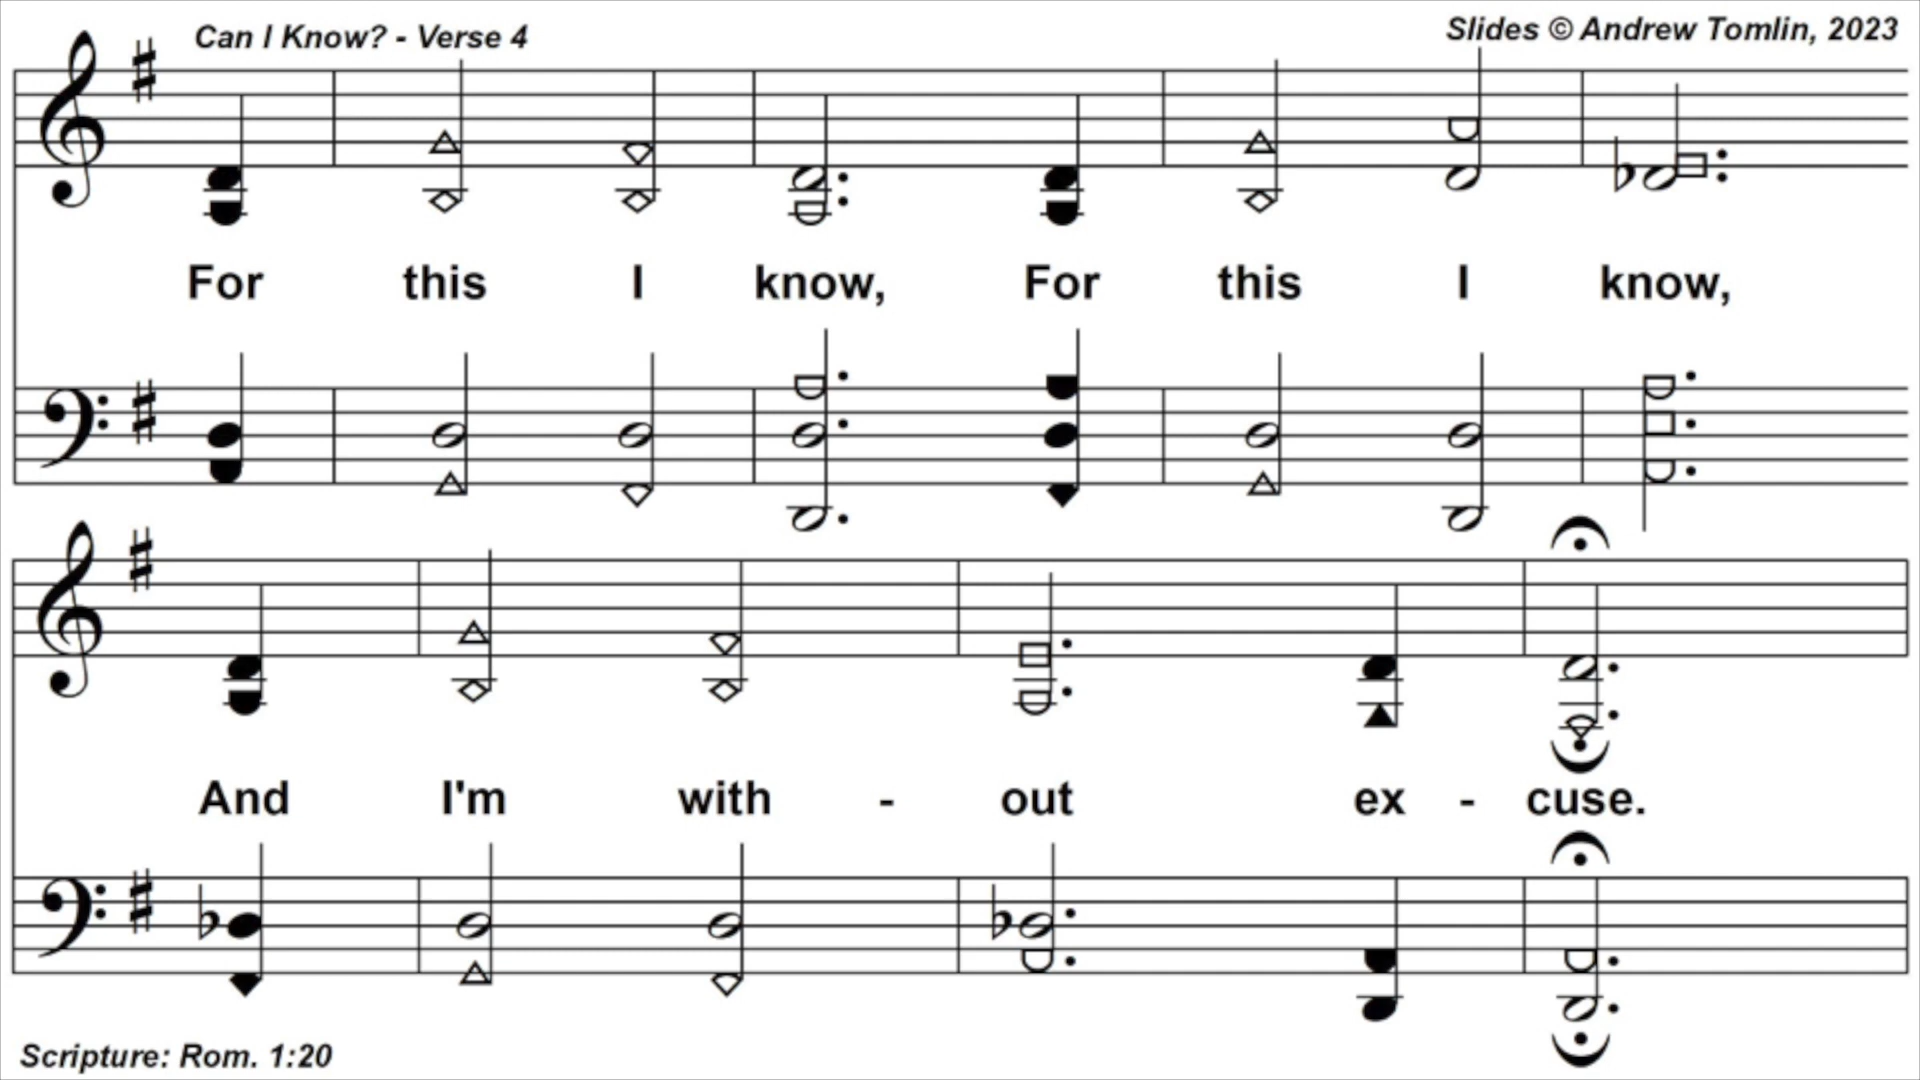 Can I Know? - Verse 4
Slides © Andrew Tomlin, 2023
For this I know, For this I know,
And I'm with - out ex - cuse.
Scripture: Rom. 1:20